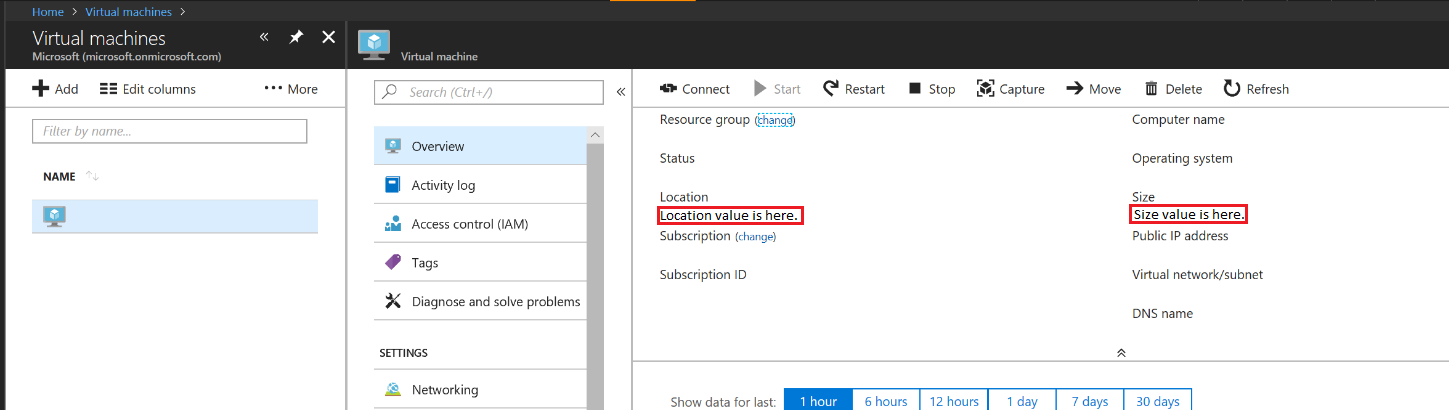 Home > Virtual machines >
Virtual machines
Microsoft (microsoft.onmicrosoft.com)
Add Edit columns More
Filter by name...
NAME
Virtual machine
Search (Ctrl+/)
Overview
Activity log
Access control (IAM)
Tags
Diagnose and solve problems
SETTINGS
Networking
Connect Start Restart Stop Capture Move Delete Refresh
Resource group (change)
Status
Location
Location value is here.
Subscription (change)
Subscription ID
Computer name
Operating system
Size
Size value is here.
Public IP address
Virtual network/subnet
DNS name
Show data for last: 1 hour 6 hours 12 hours 1 day 7 days 30 days